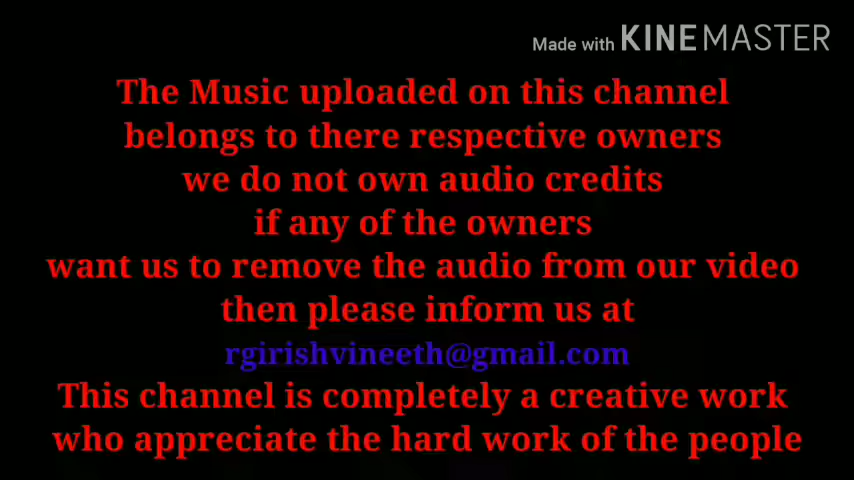 Made with KINEMASTER
The Music uploaded on this channel
belongs to there respective owners
we do not own audio credits
if any of the owners
want us to remove the audio from our video
then please inform us at
rgirishvineeth@gmail.com
This channel is completely a creative work
who appreciate the hard work of the people